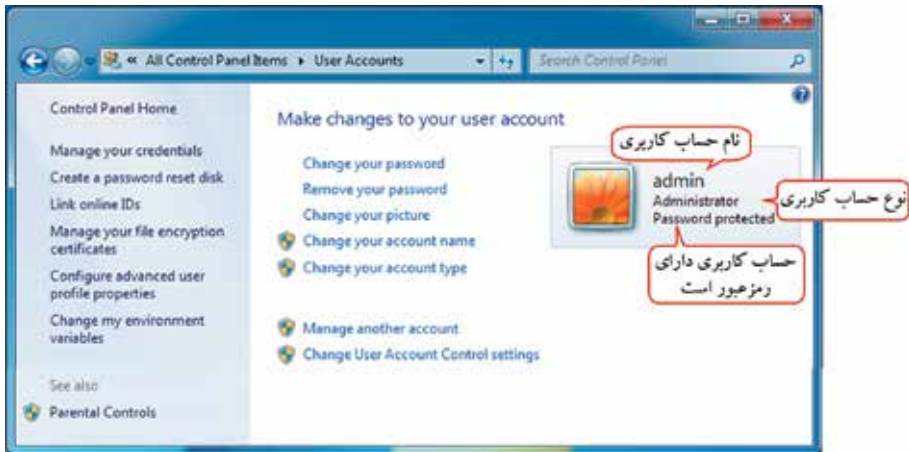 « All Control Panel Items ▸ User Accounts
Search Control Panel
Control Panel Home
Manage your credentials
Create a password reset disk
Link online IDs
Manage your file encryption
certificates
Configure advanced user
profile properties
Change my environment
variables
See also
Parental Controls
Make changes to your user account
Change your password
Remove your password
Change your picture
Change your account name
Change your account type
Manage another account
Change User Account Control settings
نام حساب کاربری
admin
Administrator
Password protected
نوع حساب کاربری
حساب کاربری دارای
رمزعبور است